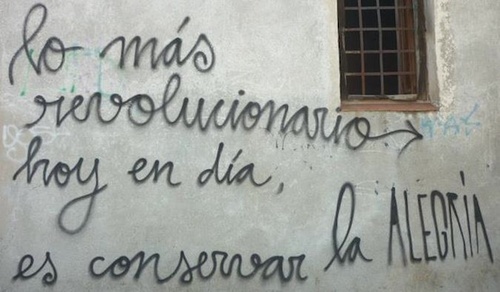 lo más
revolucionario
hoy en día,
es conservar la ALEGRÍA